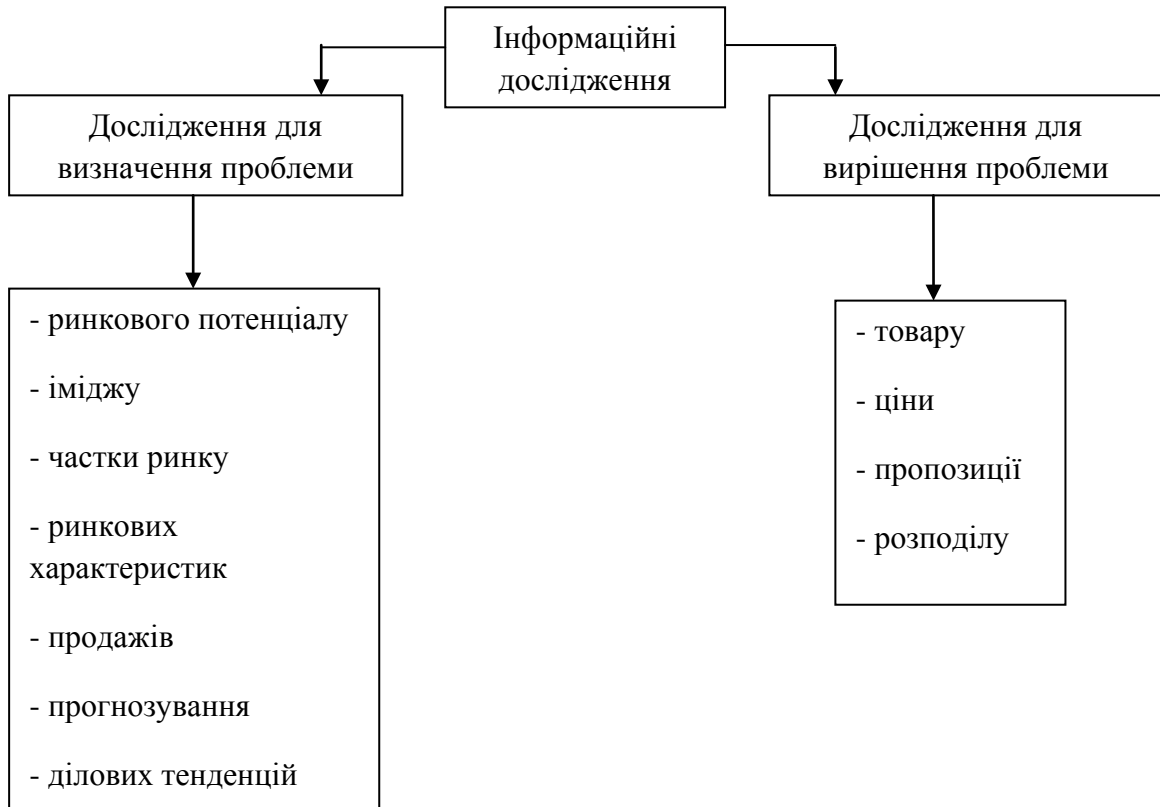 Інформаційні
дослідження
Дослідження для
визначення проблеми
Дослідження для
вирішення проблеми
- ринкового потенціалу
- іміджу
- частки ринку
- ринкових
характеристик
- продажів
- прогнозування
- ділових тенденцій
- товару
- ціни
- пропозиції
- розподілу